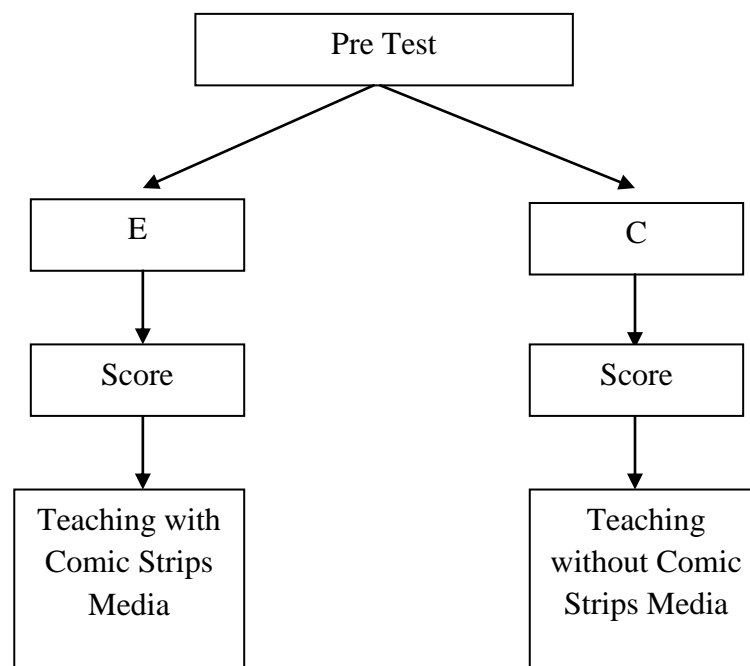 Pre Test
E
C
Score
Score
Teaching with
Comic Strips
Media
Teaching
without Comic
Strips Media